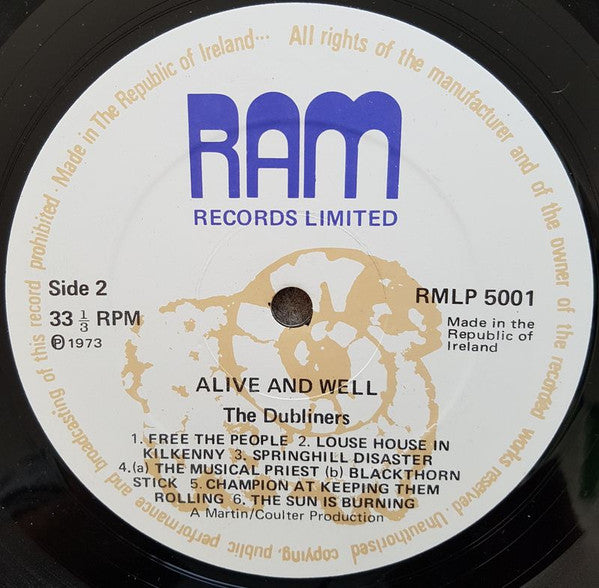 Made in The Republic of Ireland··· All rights of the manufacturer and of the owner of the recorded works reserved · Unauthorised copying, public performance and broadcasting of this record prohibited ·
RAM
RECORDS LIMITED
Side 2
33 1/3 RPM
℗ 1973
RMLP 5001
Made in the
Republic of
Ireland
ALIVE AND WELL
The Dubliners
1. FREE THE PEOPLE 2. LOUSE HOUSE IN
KILKENNY 3. SPRINGHILL DISASTER
4.(a) THE MUSICAL PRIEST (b) BLACKTHORN
STICK 5. CHAMPION AT KEEPING THEM
ROLLING 6. THE SUN IS BURNING
A Martin/Coulter Production